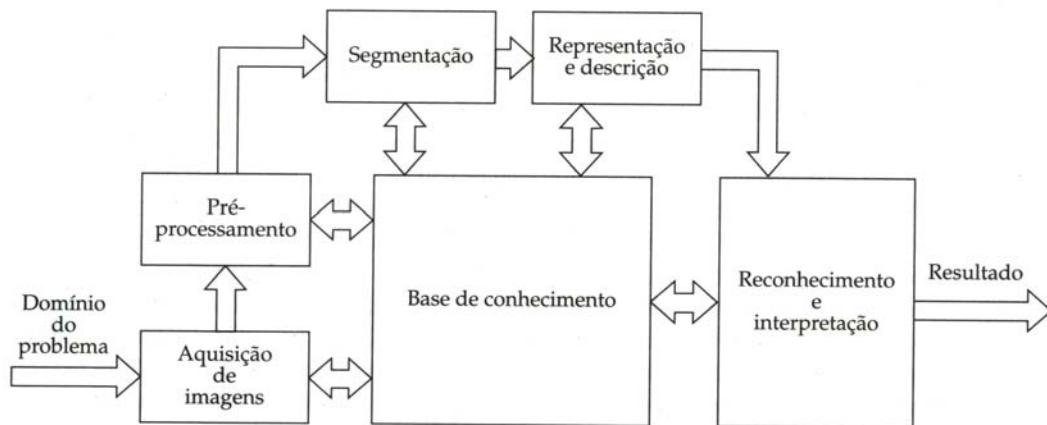 Segmentação
Representação
e descrição
Pré-
processamento
Domínio
do
problema
Aquisição
de
imagens
Base de conhecimento
Reconhecimento
e
interpretação
Resultado